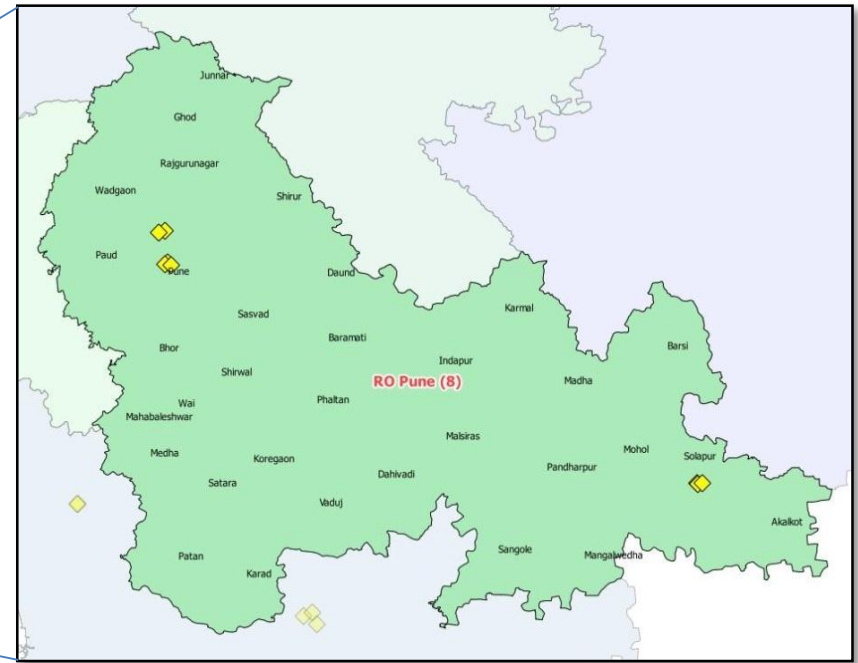 Junnar
Ghod
Rajgurunagar
Wadgaon
Shirur
Paud
Pune
Daund
Sasvad
Karmal
Baramati
Barsi
Bhor
Indapur
Shirwal
RO Pune (8)
Madha
Wai
Phaltan
Mahabaleshwar
Malsiras
Medha
Koregaon
Mohol
Solapur
Pandharpur
Dahivadi
Satara
Vaduj
Akalkot
Patan
Sangole
Mangalwedha
Karad